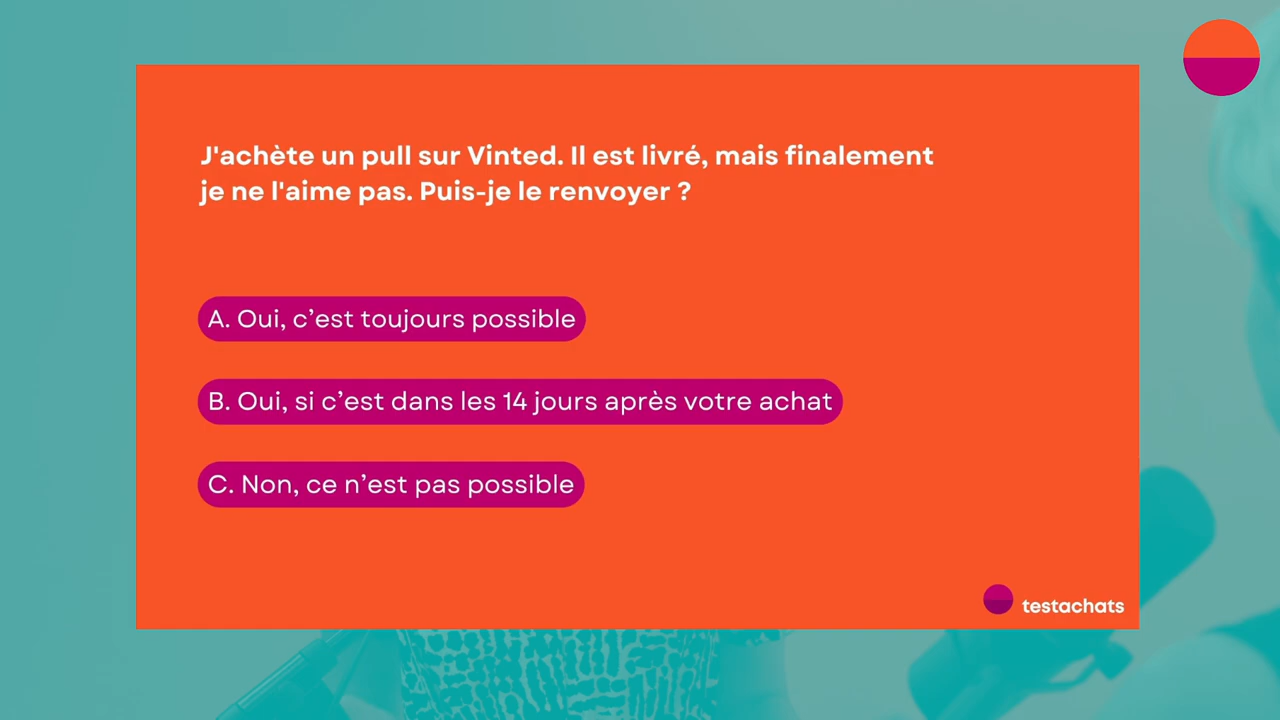 J'achète un pull sur Vinted. Il est livré, mais finalement
je ne l'aime pas. Puis-je le renvoyer ?
A. Oui, c’est toujours possible
B. Oui, si c’est dans les 14 jours après votre achat
C. Non, ce n’est pas possible
testachats